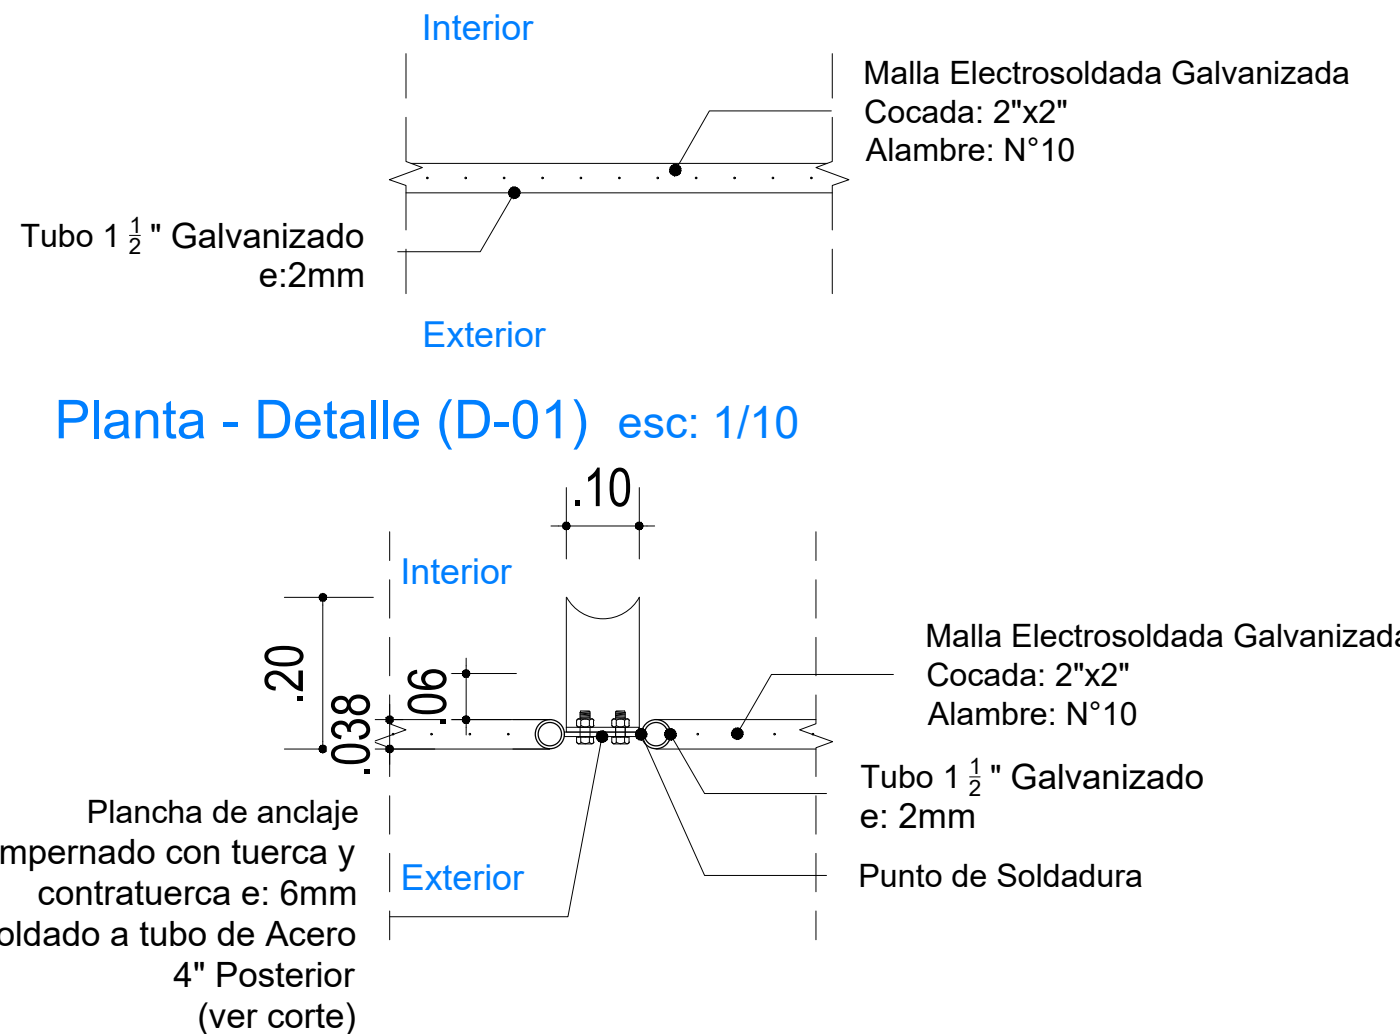 Interior
Malla Electrosoldada Galvanizada
Cocada: 2"x2"
Alambre: N°10
Tubo 1 1/2 " Galvanizado
e:2mm
Exterior
Planta - Detalle (D-01) esc: 1/10
.10
Interior
.20
.038
.06
Malla Electrosoldada Galvanizada
Cocada: 2"x2"
Alambre: N°10
Tubo 1 1/2 " Galvanizado
e: 2mm
Punto de Soldadura
Plancha de anclaje
mpernado con tuerca y
contratuerca e: 6mm
oldado a tubo de Acero
4" Posterior
(ver corte)
Exterior